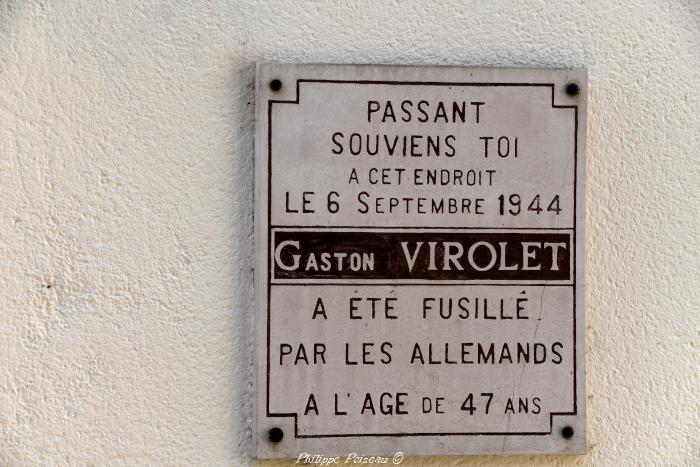 PASSANT
SOUVIENS TOI
A CET ENDROIT
LE 6 SEPTEMBRE 1944
GASTON VIROLET
A ÉTÉ FUSILLÉ
PAR LES ALLEMANDS
A L'AGE DE 47 ANS
Philippe Poiseau ©